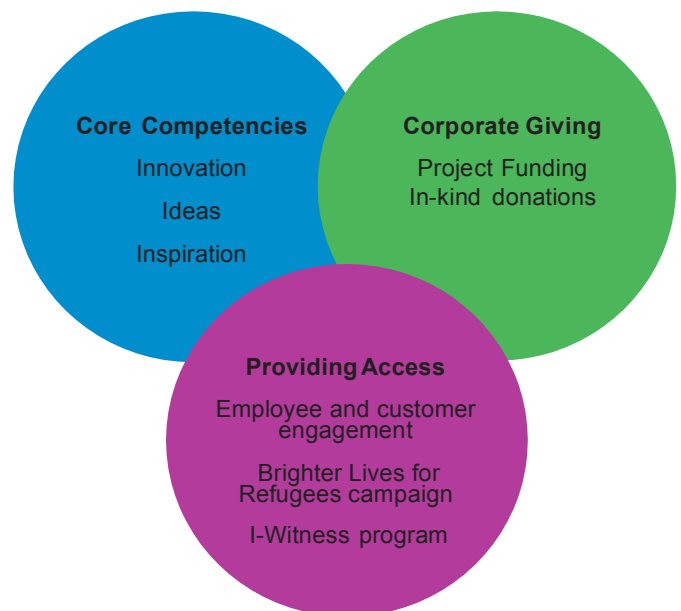 Core Competencies
Innovation
Ideas
Inspiration
Corporate Giving
Project Funding
In-kind donations
Providing Access
Employee and customer
engagement
Brighter Lives for
Refugees campaign
I-Witness program